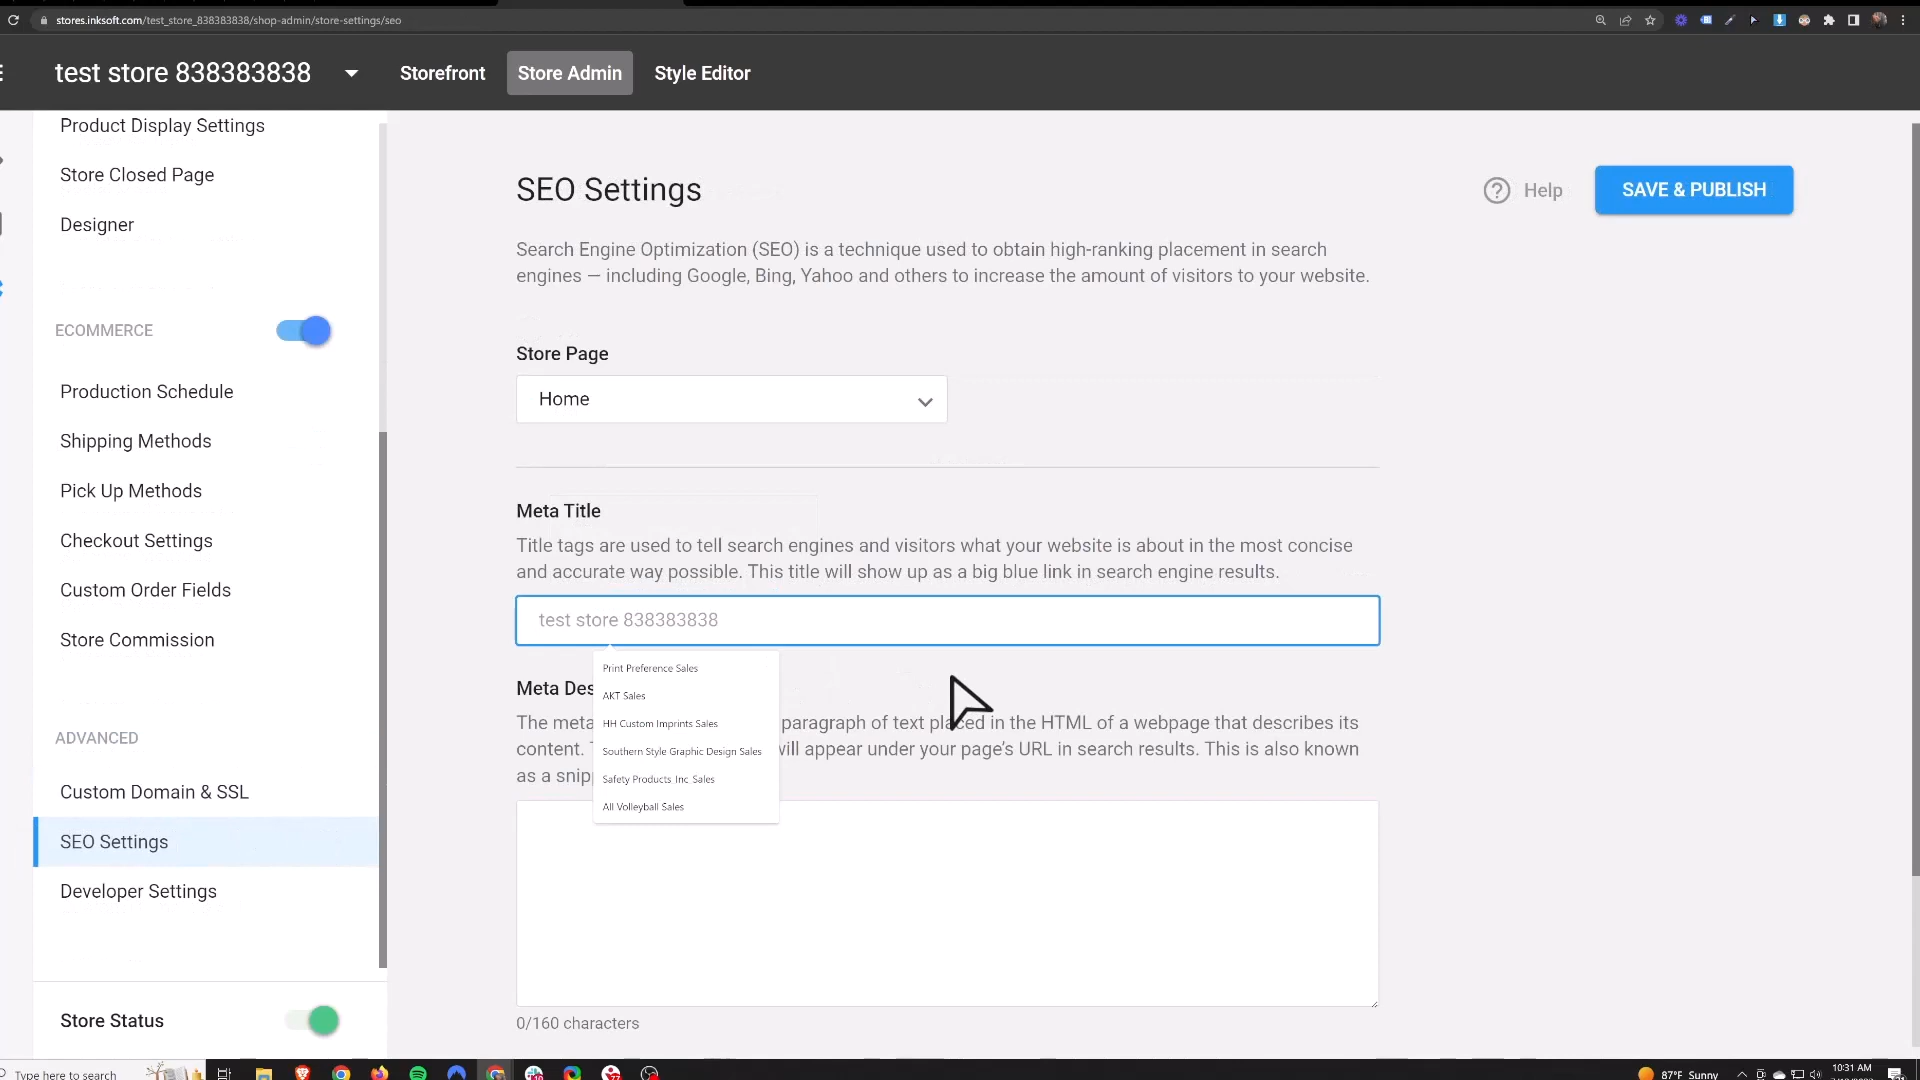 stores.inksoft.com/test_store_838383838/shop-admin/store-settings/seo
test store 838383838
Storefront
Store Admin
Style Editor
Product Display Settings
Store Closed Page
Designer
ECOMMERCE
Production Schedule
Shipping Methods
Pick Up Methods
Checkout Settings
Custom Order Fields
Store Commission
ADVANCED
Custom Domain & SSL
SEO Settings
Developer Settings
Store Status
SEO Settings
Help
SAVE & PUBLISH
Search Engine Optimization (SEO) is a technique used to obtain high-ranking placement in search
engines — including Google, Bing, Yahoo and others to increase the amount of visitors to your website.
Store Page
Home
Meta Title
Title tags are used to tell search engines and visitors what your website is about in the most concise
and accurate way possible. This title will show up as a big blue link in search engine results.
test store 838383838
Print Preference Sales
AKT Sales
HH Custom Imprints Sales
Southern Style Graphic Design Sales
Safety Products Inc Sales
All Volleyball Sales
Meta Des
The meta paragraph of text placed in the HTML of a webpage that describes its
content. will appear under your page's URL in search results. This is also known
as a snip
0/160 characters
Type here to search
87°F Sunny
10:31 AM